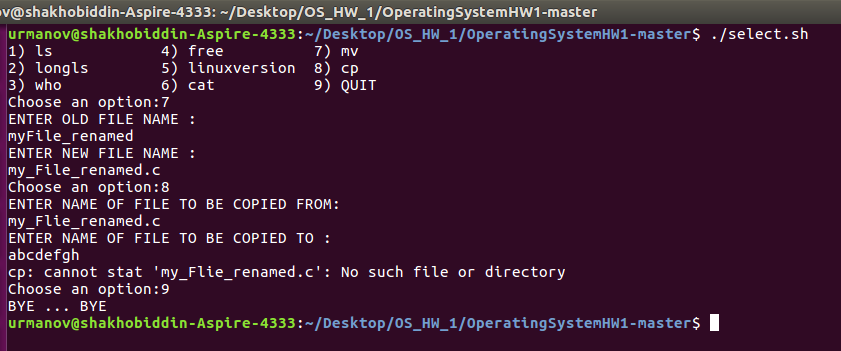 ov@shakhobiddin-Aspire-4333: ~/Desktop/OS_HW_1/OperatingSystemHW1-master
urmanov@shakhobiddin-Aspire-4333:~/Desktop/OS_HW_1/OperatingSystemHW1-master$ ./select.sh
1) ls 4) free 7) mv
2) longls 5) linuxversion 8) cp
3) who 6) cat 9) QUIT
Choose an option:7
ENTER OLD FILE NAME :
myFile_renamed
ENTER NEW FILE NAME :
my_File_renamed.c
Choose an option:8
ENTER NAME OF FILE TO BE COPIED FROM:
my_Flie_renamed.c
ENTER NAME OF FILE TO BE COPIED TO :
abcdefgh
cp: cannot stat 'my_Flie_renamed.c': No such file or directory
Choose an option:9
BYE ... BYE
urmanov@shakhobiddin-Aspire-4333:~/Desktop/OS_HW_1/OperatingSystemHW1-master$